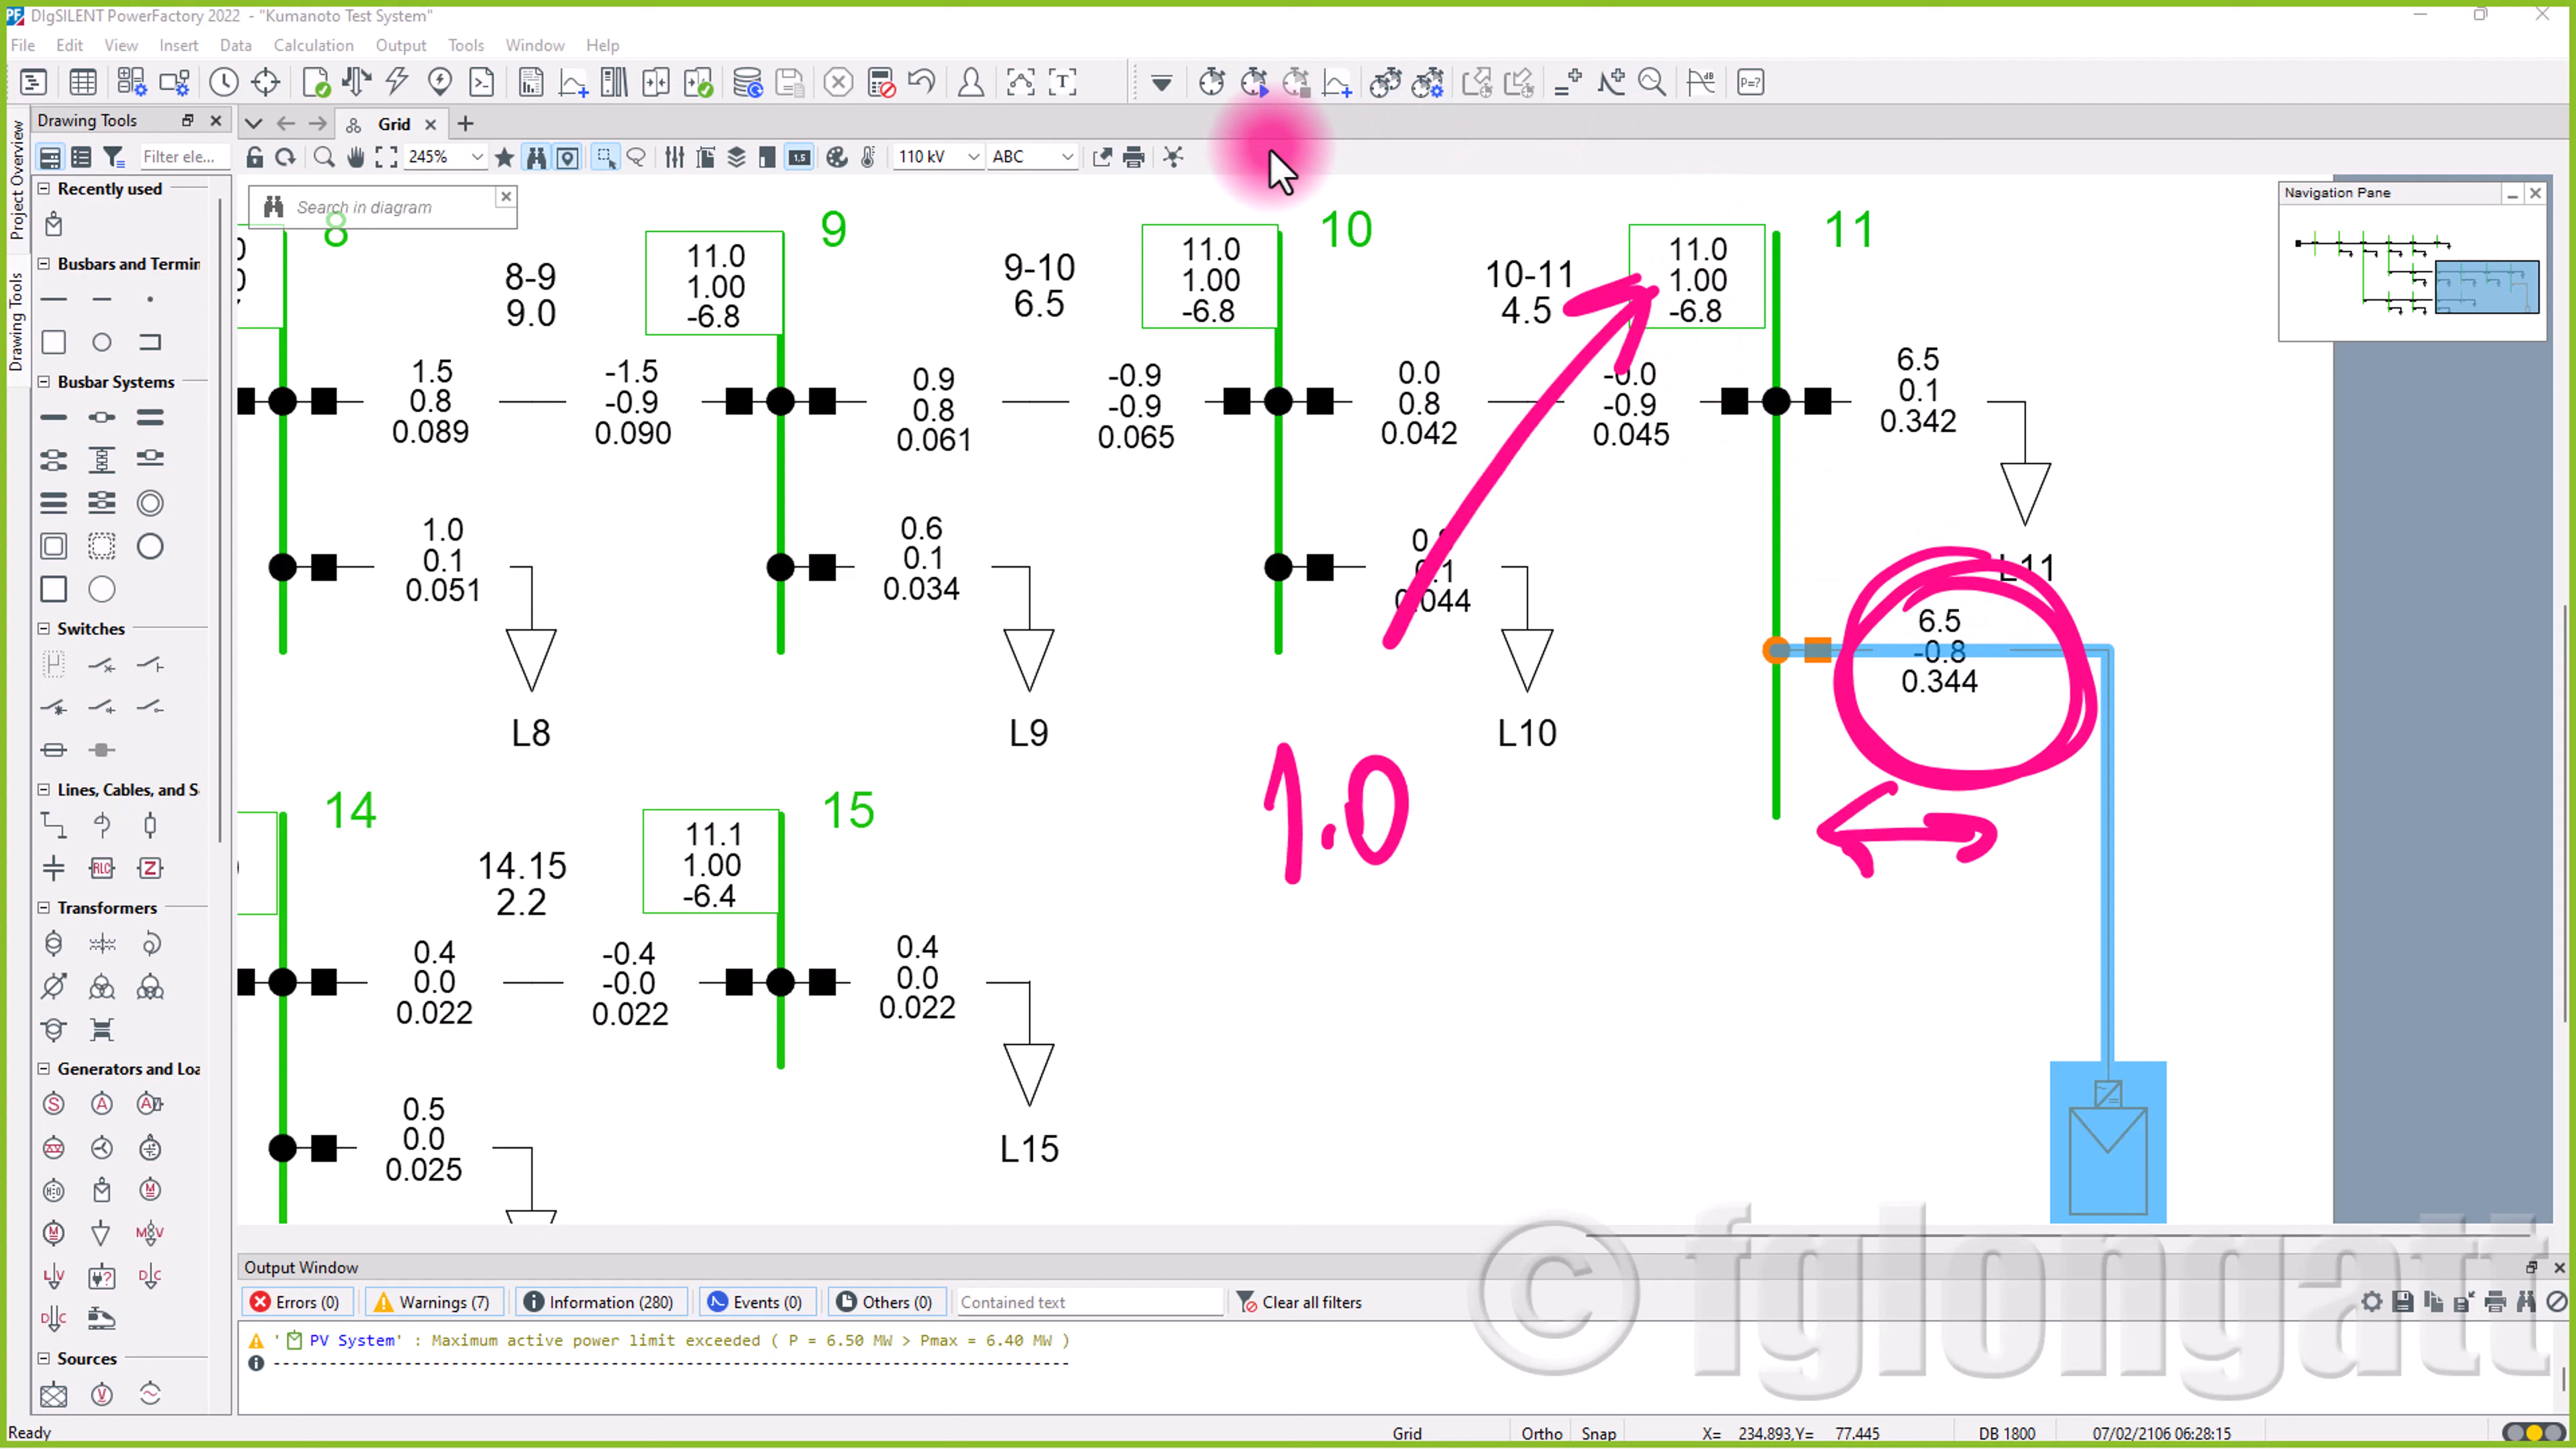 DIgSILENT PowerFactory 2022 - "Kumanoto Test System"
File Edit View Insert Data Calculation Output Tools Window Help
Project Overview
Drawing Tools
Drawing Tools
Grid
Filter ele...
245%
1.5
110 kV
ABC
Search in diagram
Navigation Pane
Recently used
Busbars and Termin
Busbar Systems
Switches
Lines, Cables, and S
Transformers
Generators and Loa
Sources
8
9
10
11
8-9
9.0
11.0
1.00
-6.8
9-10
6.5
11.0
1.00
-6.8
10-11
4.5
11.0
1.00
-6.8
1.5
0.8
0.089
-1.5
-0.9
0.090
0.9
0.8
0.061
-0.9
-0.9
0.065
0.0
0.8
0.042
-0.0
-0.9
0.045
6.5
0.1
0.342
1.0
0.1
0.051
0.6
0.1
0.034
0.044
L11
6.5
-0.8
0.344
L8
L9
L10
1.0
14
15
14.15
2.2
11.1
1.00
-6.4
0.4
0.0
0.022
-0.4
-0.0
0.022
0.4
0.0
0.022
0.5
0.0
0.025
L15
© fglongatt
Output Window
Errors (0) Warnings (7) Information (280) Events (0) Others (0) Contained text Clear all filters
' PV System' : Maximum active power limit exceeded ( P = 6.50 MW > Pmax = 6.40 MW )
--------------------------------------------------------------------------------
Ready
Grid Ortho Snap X= 234.893,Y= 77.445 DB 1800 07/02/2106 06:28:15